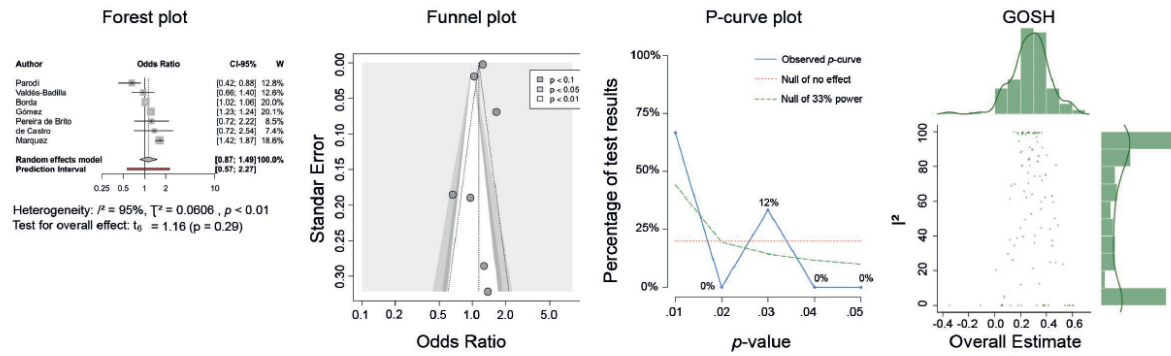 Forest plot
Author Odds Ratio CI-95% W
Parodi [0.42; 0.88] 12.8%
Valdés-Badilla [0.66; 1.40] 12.6%
Borda [1.02; 1.06] 20.0%
Gómez [1.23; 1.24] 20.1%
Pereira de Brito [0.72; 2.22] 8.5%
de Castro [0.72; 2.54] 7.4%
Marquez [1.42; 1.87] 18.6%
Random effects model [0.87; 1.49] 100.0%
Prediction Interval [0.57; 2.27]
0.25 0.5 1 2 10
Heterogeneity: I² = 95%, Ʈ² = 0.0606 , p < 0.01
Test for overall effect: t₆ = 1.16 (p = 0.29)
Funnel plot
Standar Error
0.00
0.05
0.10
0.15
0.20
0.25
0.30
p < 0.1
p < 0.05
p < 0.01
0.1 0.2 0.5 1.0 2.0 5.0
Odds Ratio
P-curve plot
Percentage of test results
100%
75%
50%
25%
0%
Observed p-curve
Null of no effect
Null of 33% power
0% 12% 0% 0%
.01 .02 .03 .04 .05
p-value
GOSH
I²
100
80
60
40
20
0
-0.4 -0.2 0.0 0.2 0.4 0.6
Overall Estimate